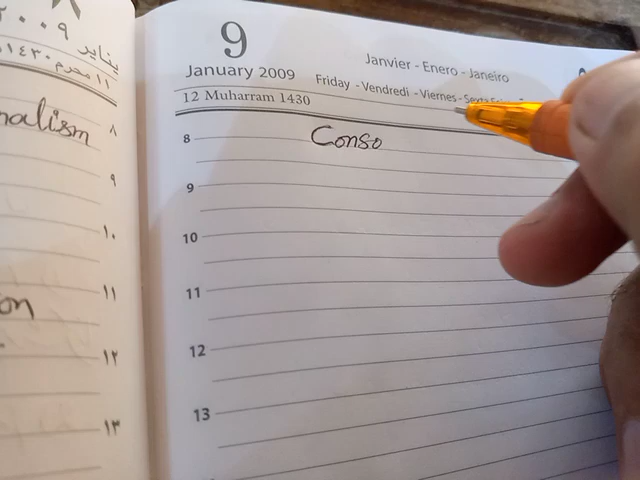 يناير ٢٠٠٩
١١ محرم ١٤٣٠
nalism
٨
٩
١٠
١١
on
١٢
١٣
9
January 2009
Janvier - Enero - Janeiro
Friday - Vendredi - Viernes - Sexta
12 Muharram 1430
8 Conso
9
10
11
12
13